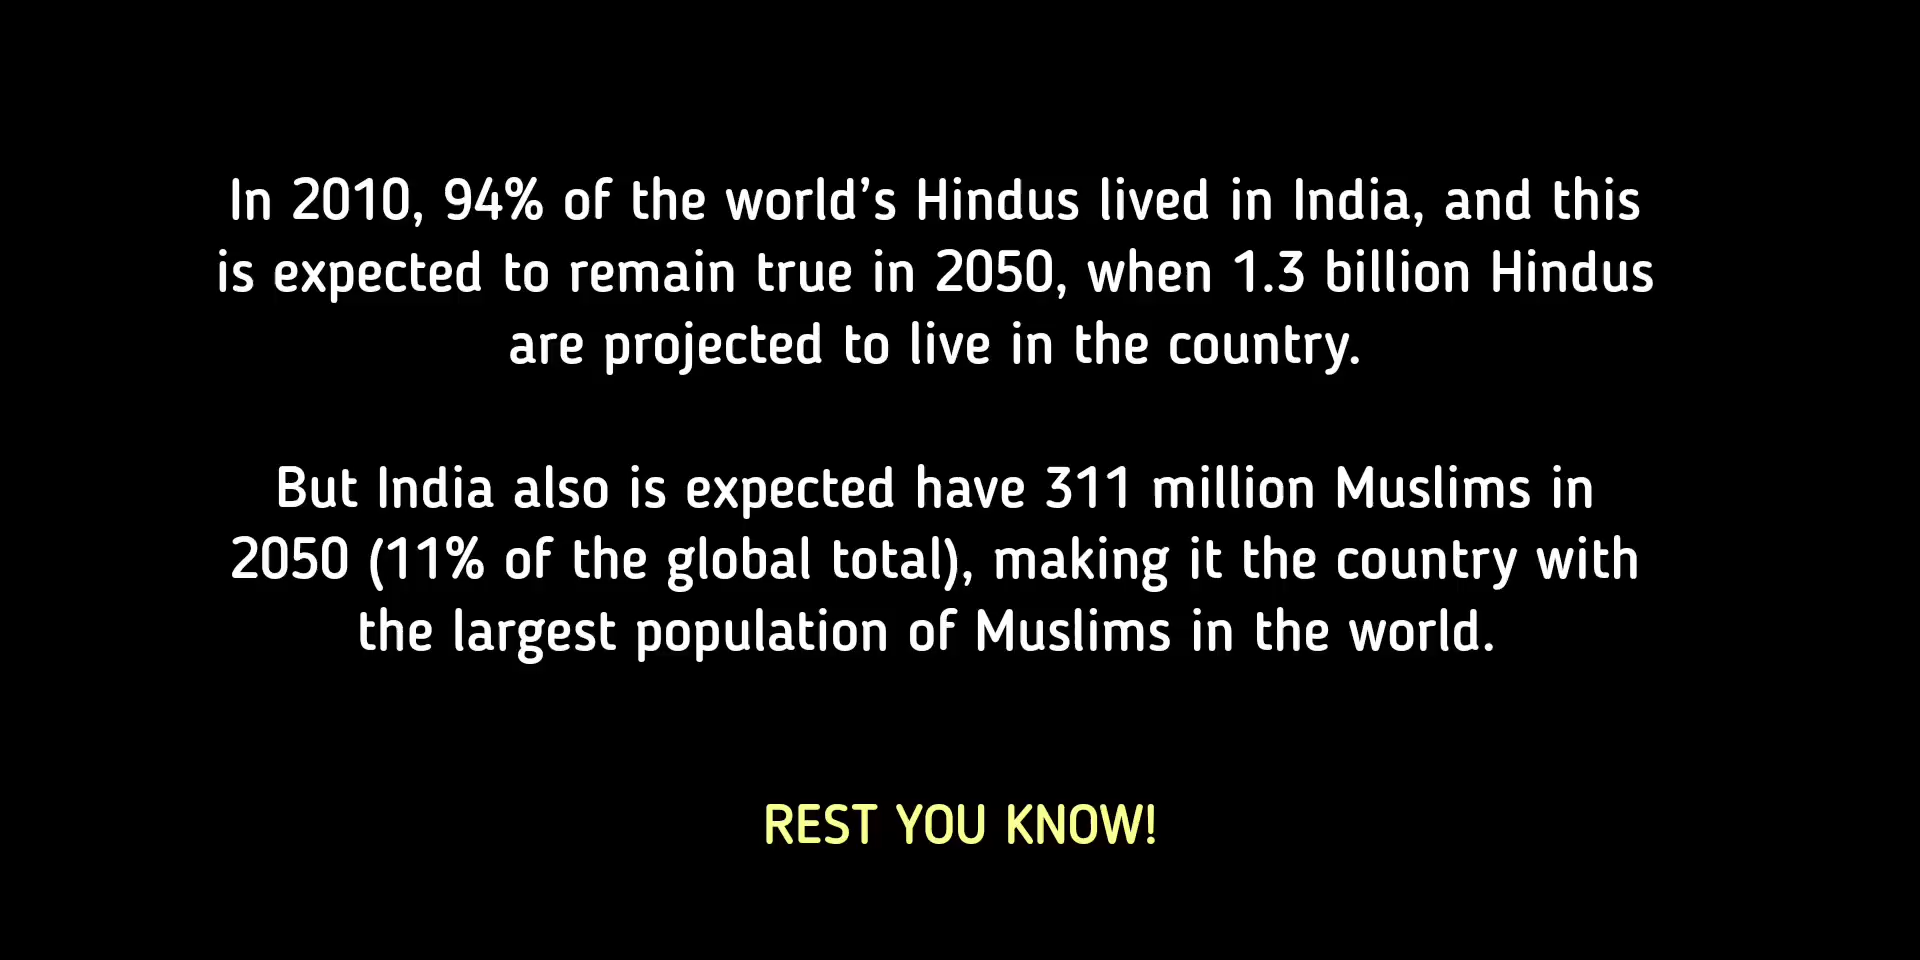 In 2010, 94% of the world’s Hindus lived in India, and this
is expected to remain true in 2050, when 1.3 billion Hindus
are projected to live in the country.
But India also is expected have 311 million Muslims in
2050 (11% of the global total), making it the country with
the largest population of Muslims in the world.
REST YOU KNOW!